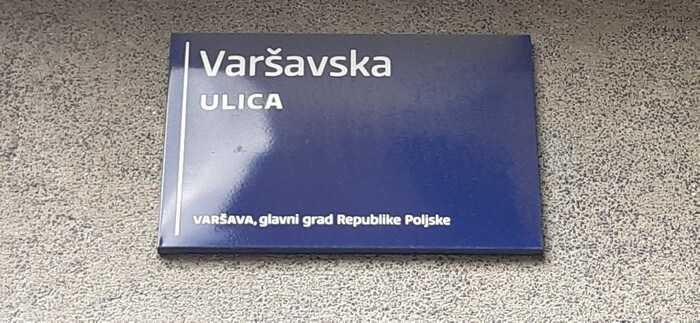 Varšavska
ULICA
VARŠAVA, glavni grad Republike Poljske